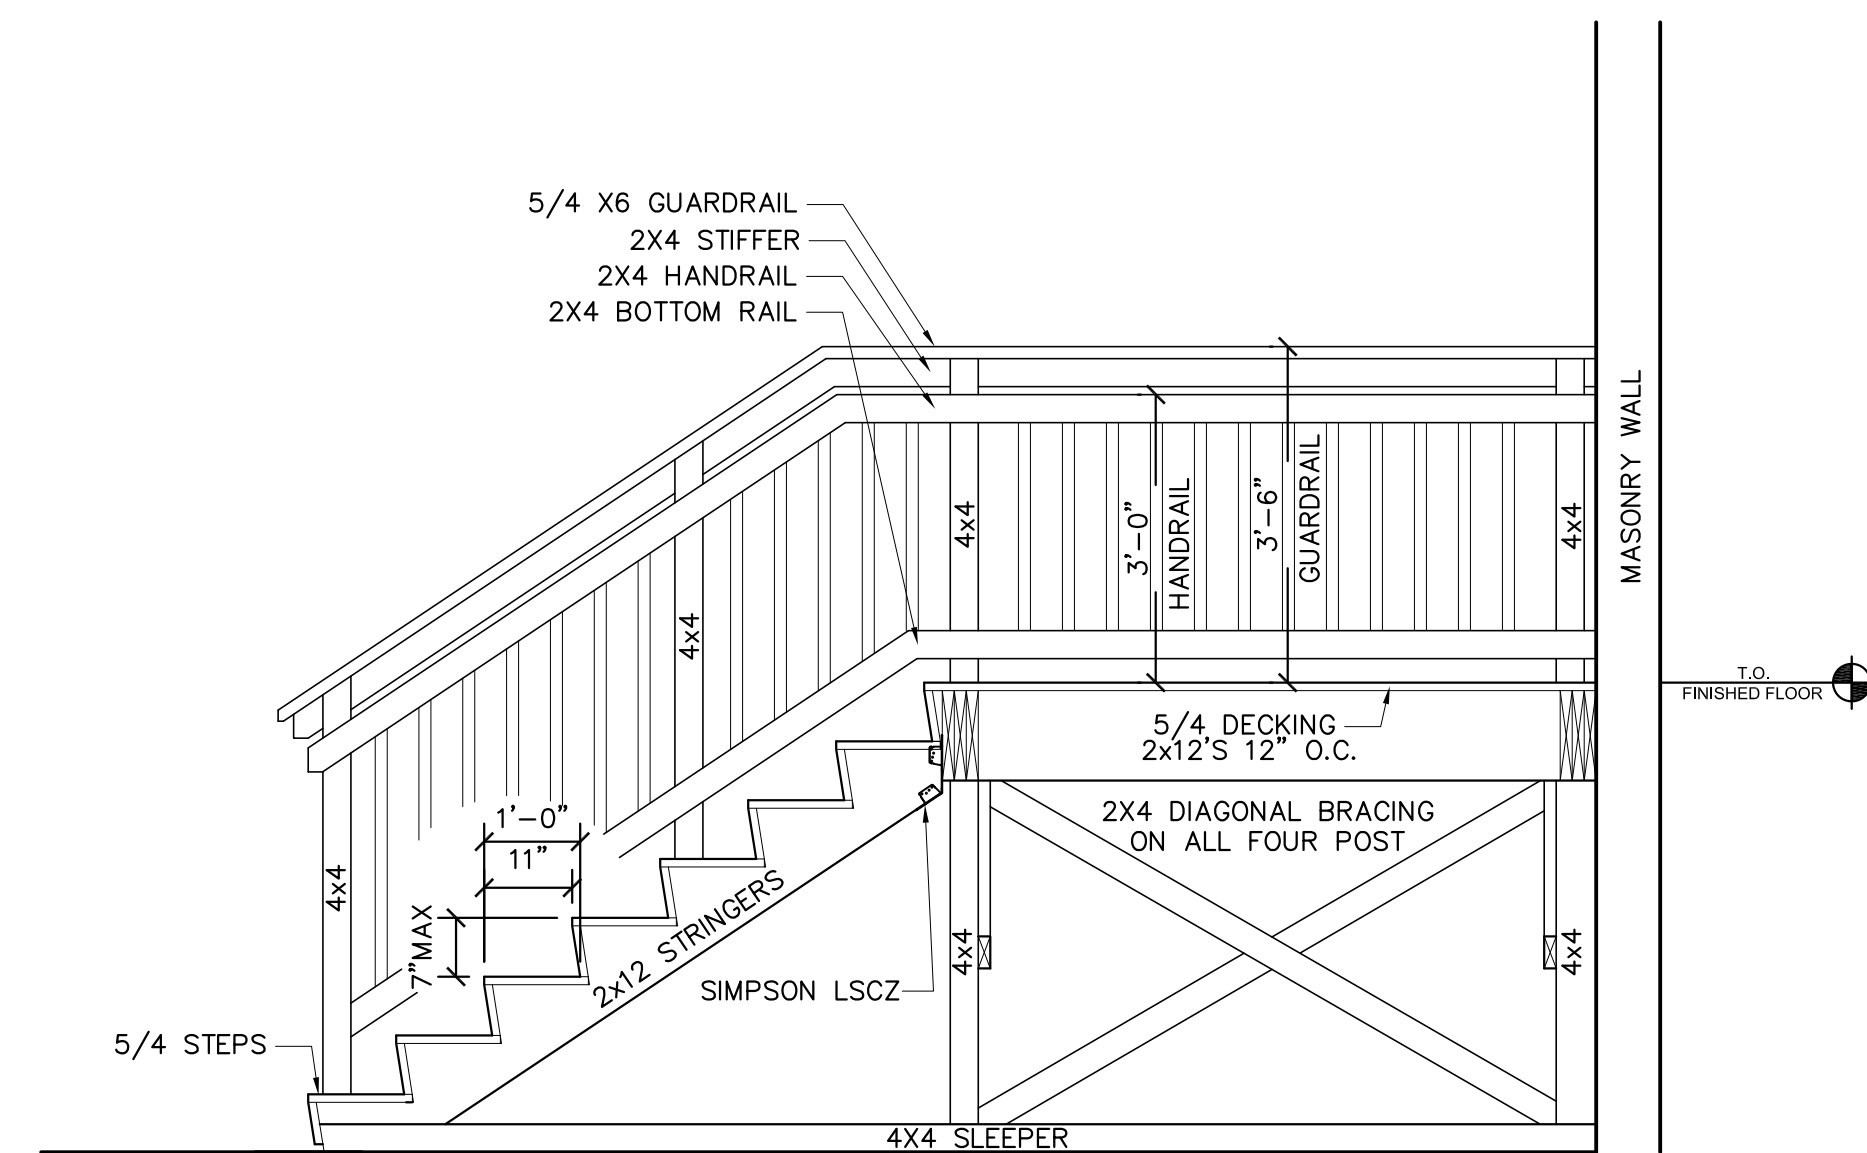 5/4 X6 GUARDRAIL
2X4 STIFFER
2X4 HANDRAIL
2X4 BOTTOM RAIL
MASONRY WALL
4x4
4x4
4x4
3'-0"
HANDRAIL
3'-6"
GUARDRAIL
T.O.
FINISHED FLOOR
5/4 DECKING
2x12'S 12" O.C.
2X4 DIAGONAL BRACING
ON ALL FOUR POST
1'-0"
11"
7"MAX
4x4
2x12 STRINGERS
4x4
4x4
SIMPSON LSCZ
5/4 STEPS
4X4 SLEEPER